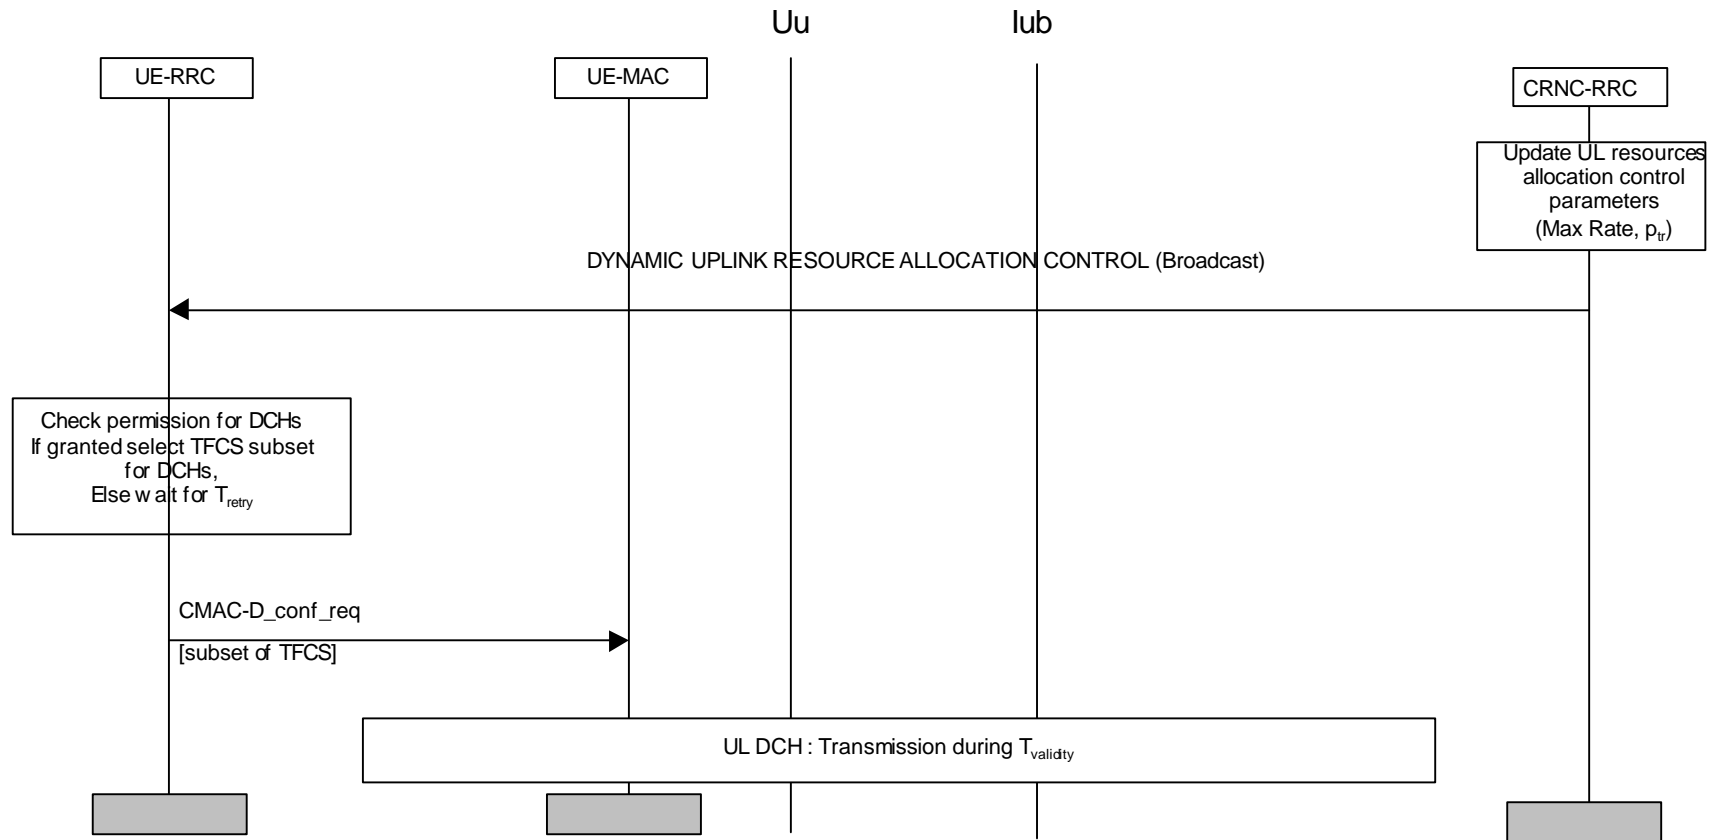 Uu
Iub
UE-RRC
UE-MAC
CRNC-RRC
Update UL resources
allocation control
parameters
(Max Rate, ptr)
DYNAMIC UPLINK RESOURCE ALLOCATION CONTROL (Broadcast)
Check permission for DCHs
If granted select TFCS subset
for DCHs,
Else wait for Tretry
CMAC-D_conf_req
[subset of TFCS]
UL DCH : Transmission during Tvalidity